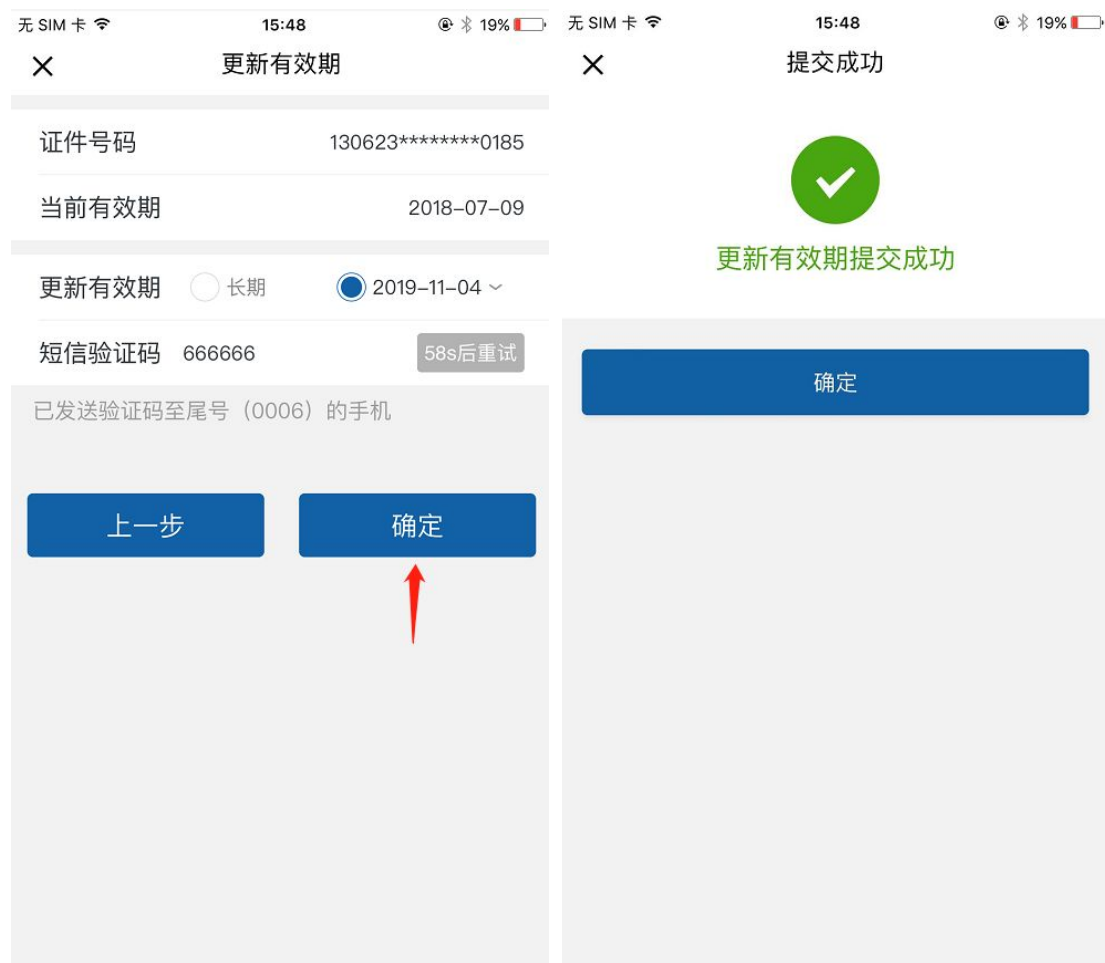 无 SIM 卡 15:48 19%
更新有效期
证件号码 130623********0185
当前有效期 2018-07-09
更新有效期 长期 2019-11-04
短信验证码 666666 58s后重试
已发送验证码至尾号（0006）的手机
上一步 确定
无 SIM 卡 15:48 19%
提交成功
更新有效期提交成功
确定